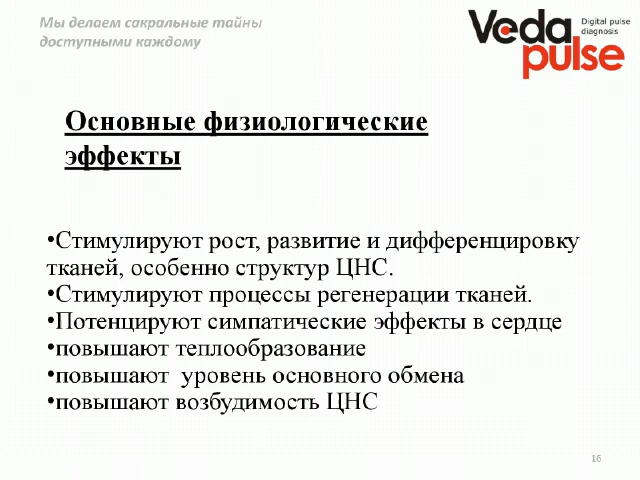 Мы делаем сакральные тайны
доступными каждому
Veda pulse
Digital pulse
diagnosis
Основные физиологические
эффекты
•Стимулируют рост, развитие и дифференцировку
тканей, особенно структур ЦНС.
•Стимулируют процессы регенерации тканей.
•Потенцируют симпатические эффекты в сердце
•повышают теплообразование
•повышают  уровень основного обмена
•повышают возбудимость ЦНС
16